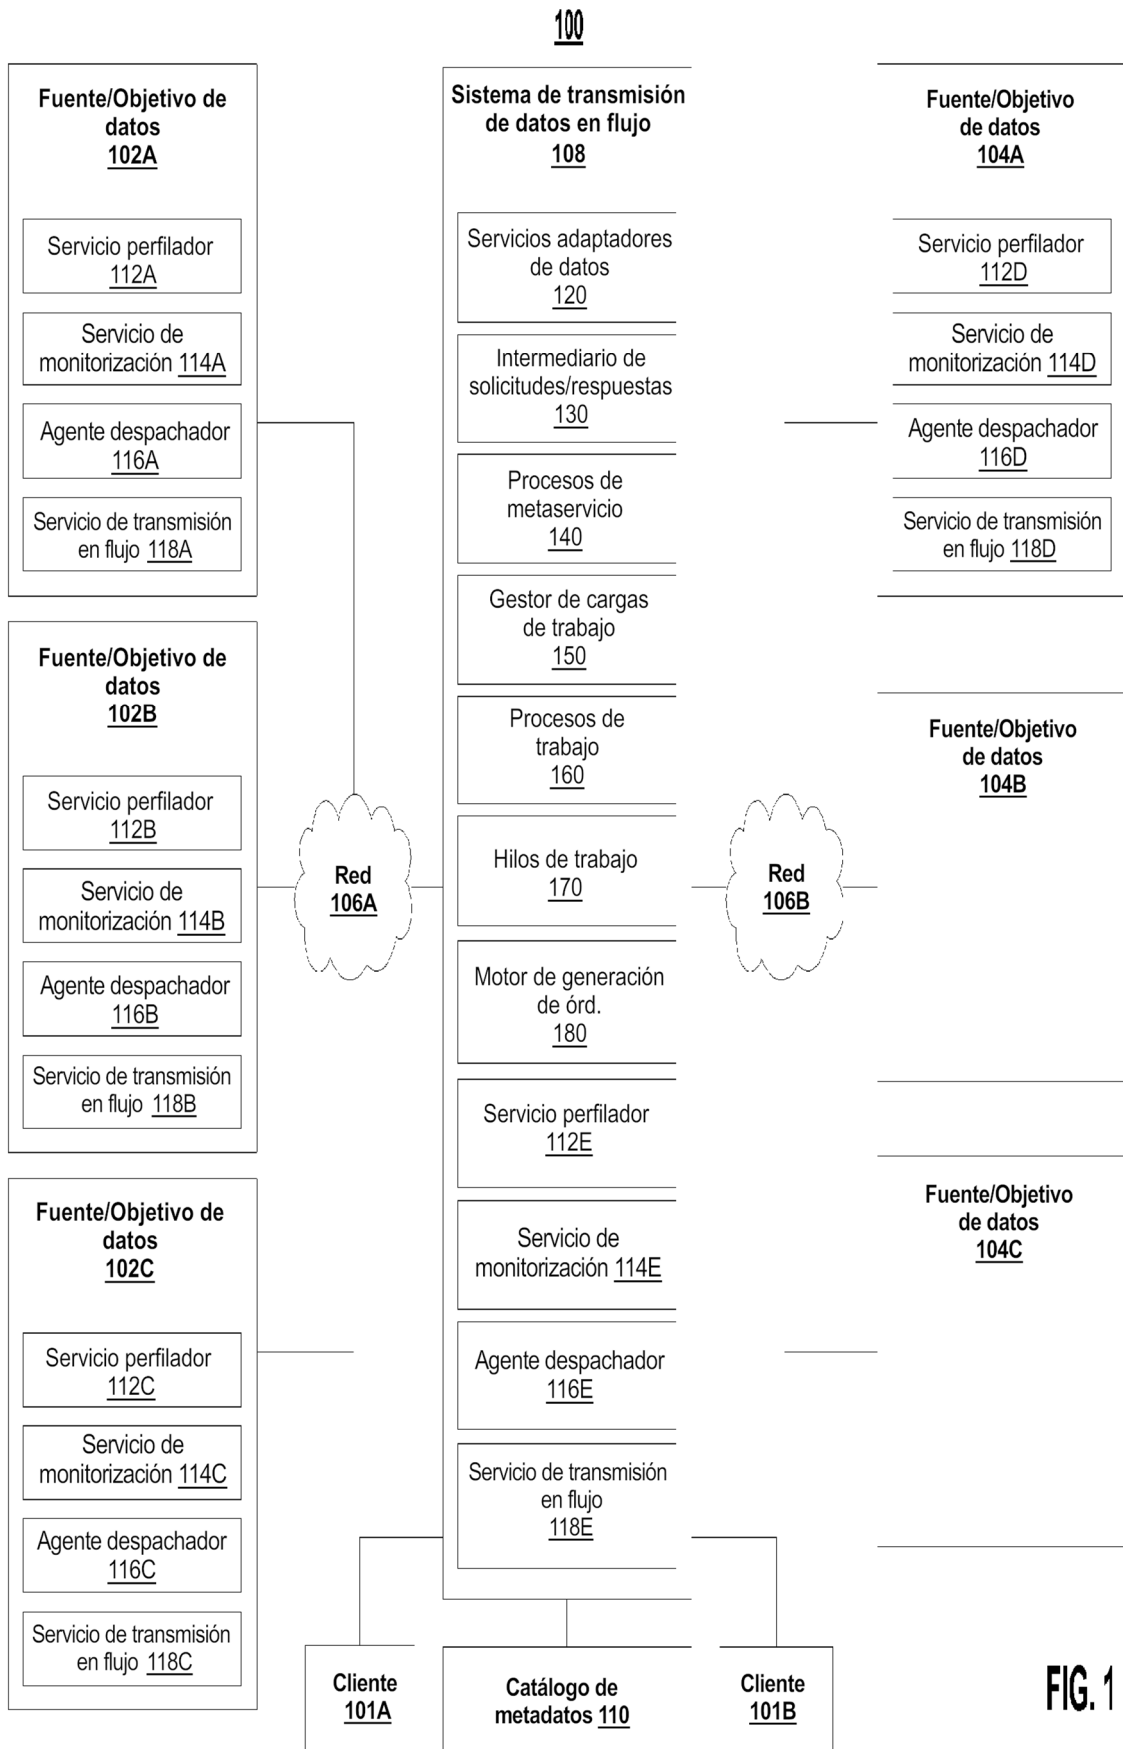 100
Fuente/Objetivo de
datos
102A
Servicio perfilador
112A
Servicio de
monitorización 114A
Agente despachador
116A
Servicio de transmisión
en flujo 118A
Fuente/Objetivo de
datos
102B
Servicio perfilador
112B
Servicio de
monitorización 114B
Agente despachador
116B
Servicio de transmisión
en flujo 118B
Fuente/Objetivo de
datos
102C
Servicio perfilador
112C
Servicio de
monitorización 114C
Agente despachador
116C
Servicio de transmisión
en flujo 118C
Red
106A
Sistema de transmisión
de datos en flujo
108
Servicios adaptadores
de datos
120
Intermediario de
solicitudes/respuestas
130
Procesos de
metaservicio
140
Gestor de cargas
de trabajo
150
Procesos de
trabajo
160
Hilos de trabajo
170
Motor de generación
de órd.
180
Servicio perfilador
112E
Servicio de
monitorización 114E
Agente despachador
116E
Servicio de transmisión
en flujo
118E
Red
106B
Fuente/Objetivo
de datos
104A
Servicio perfilador
112D
Servicio de
monitorización 114D
Agente despachador
116D
Servicio de transmisión
en flujo 118D
Fuente/Objetivo
de datos
104B
Fuente/Objetivo
de datos
104C
Cliente
101A
Catálogo de
metadatos 110
Cliente
101B
FIG. 1